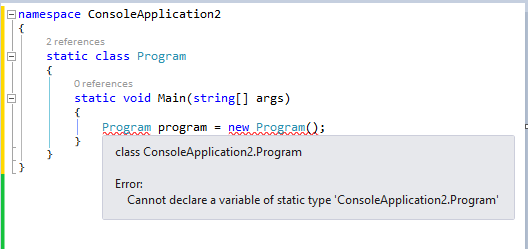 namespace ConsoleApplication2
{
2 references
static class Program
{
0 references
static void Main(string[] args)
{
Program program = new Program();
}
}
}
class ConsoleApplication2.Program
Error:
Cannot declare a variable of static type 'ConsoleApplication2.Program'